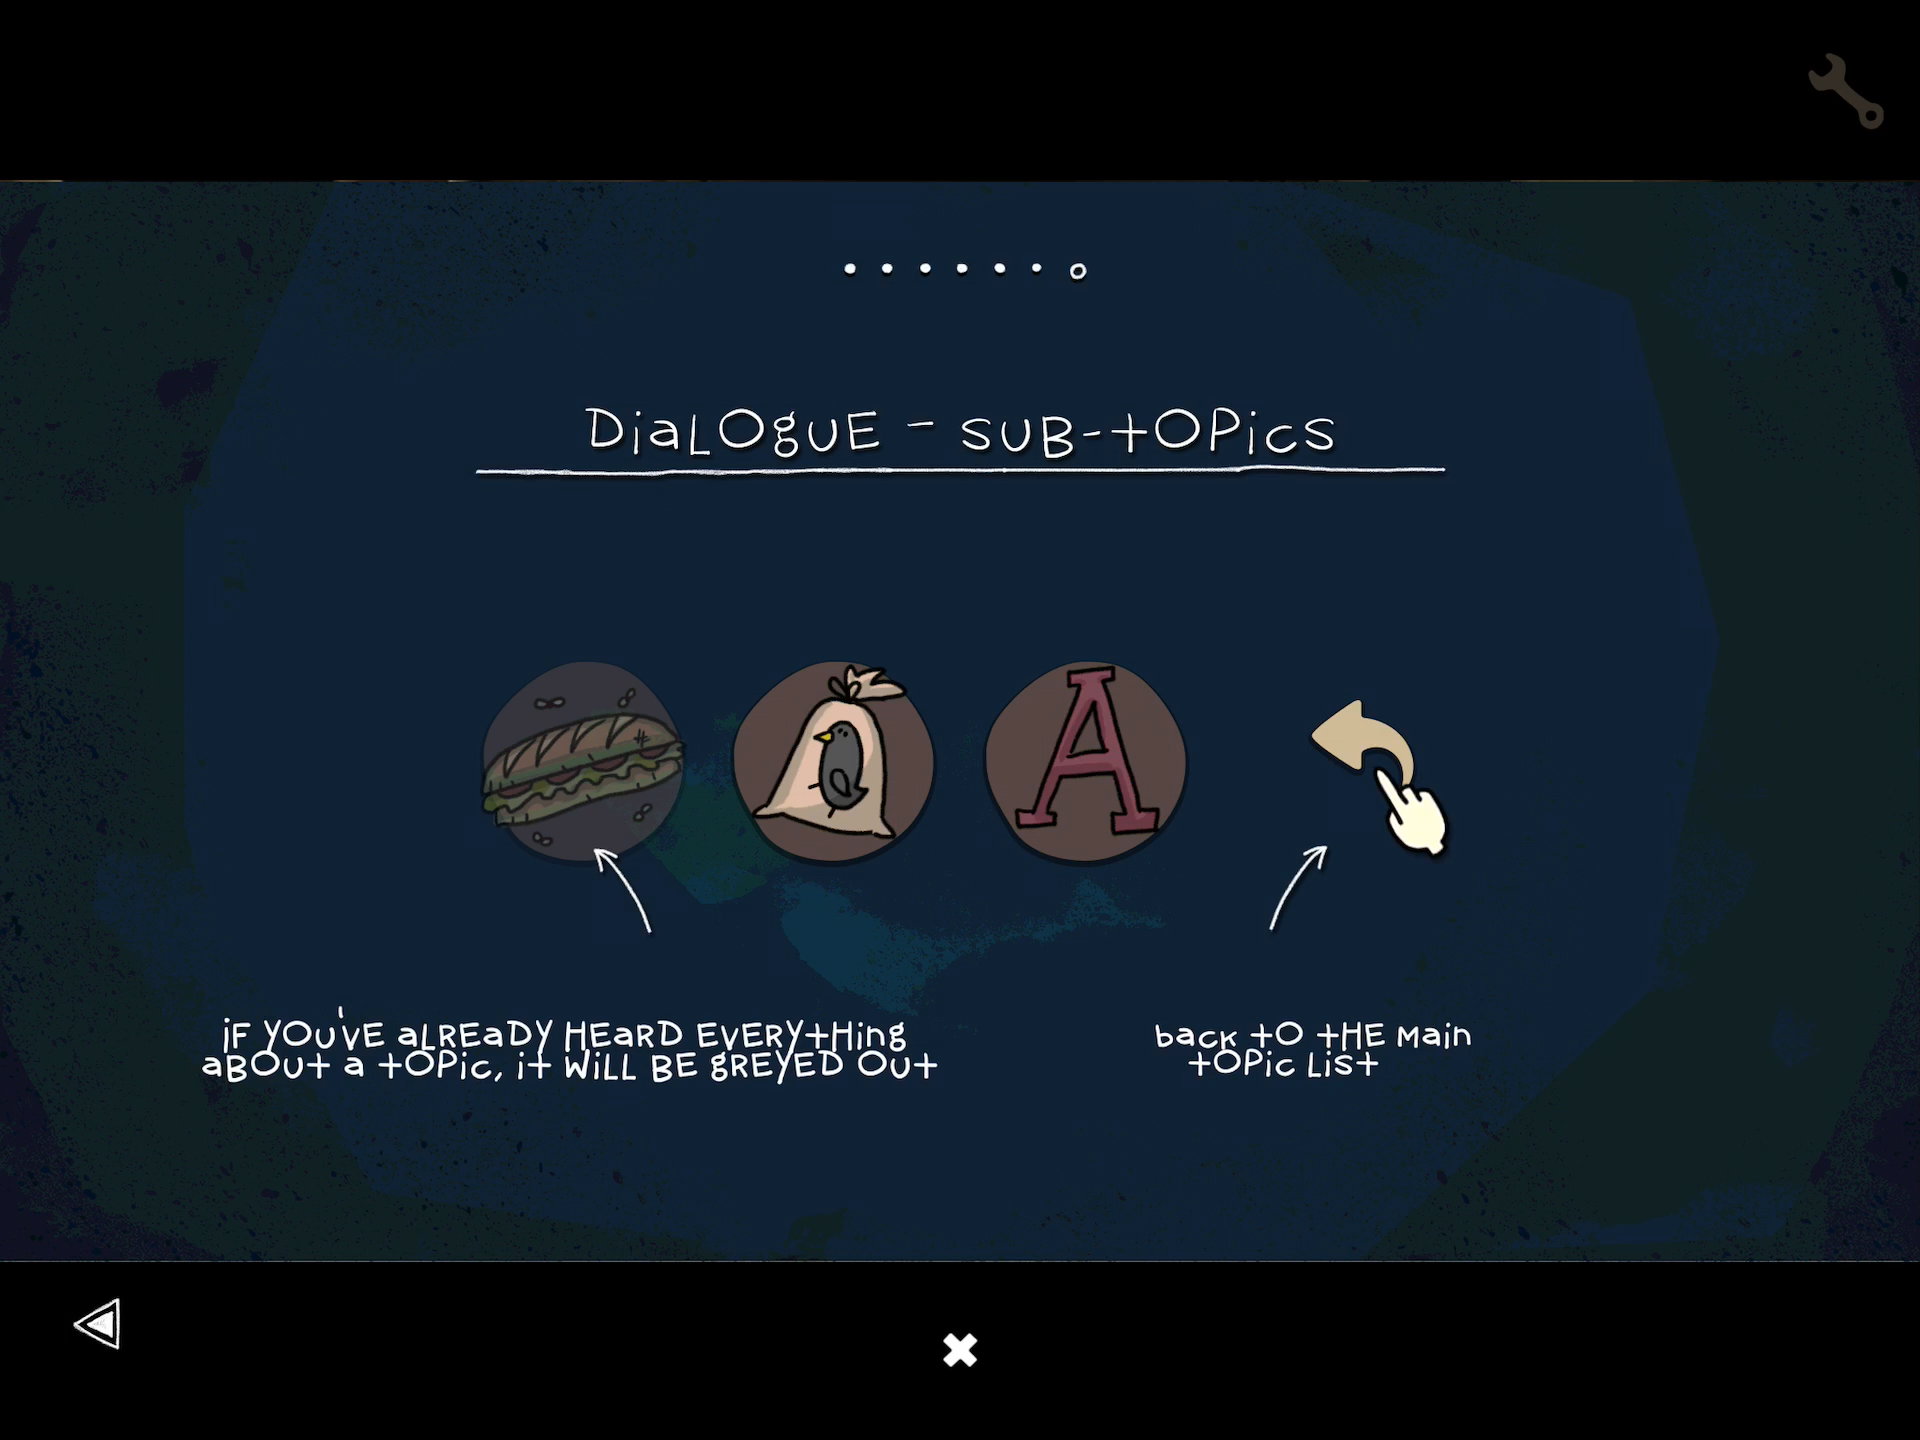 DiaLOgUE - SUB-tOPics
A
iF YOU'VE aLREaDY HEaRD EVERYtHing
aBOUt a tOPic, it WiLL BE gREYED OUt
back tO tHE Main
tOPic List